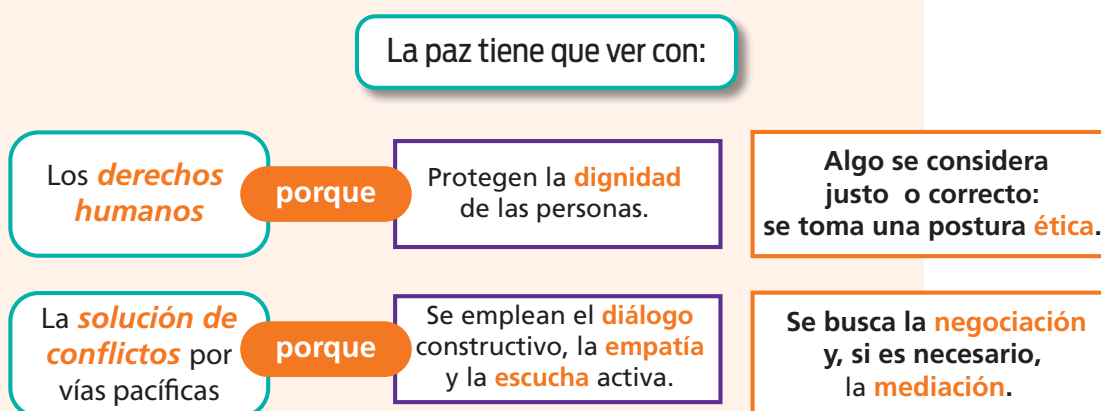 La paz tiene que ver con:
Los derechos
humanos
porque
Protegen la dignidad
de las personas.
Algo se considera
justo o correcto:
se toma una postura ética.
La solución de
conflictos por
vías pacíficas
porque
Se emplean el diálogo
constructivo, la empatía
y la escucha activa.
Se busca la negociación
y, si es necesario,
la mediación.